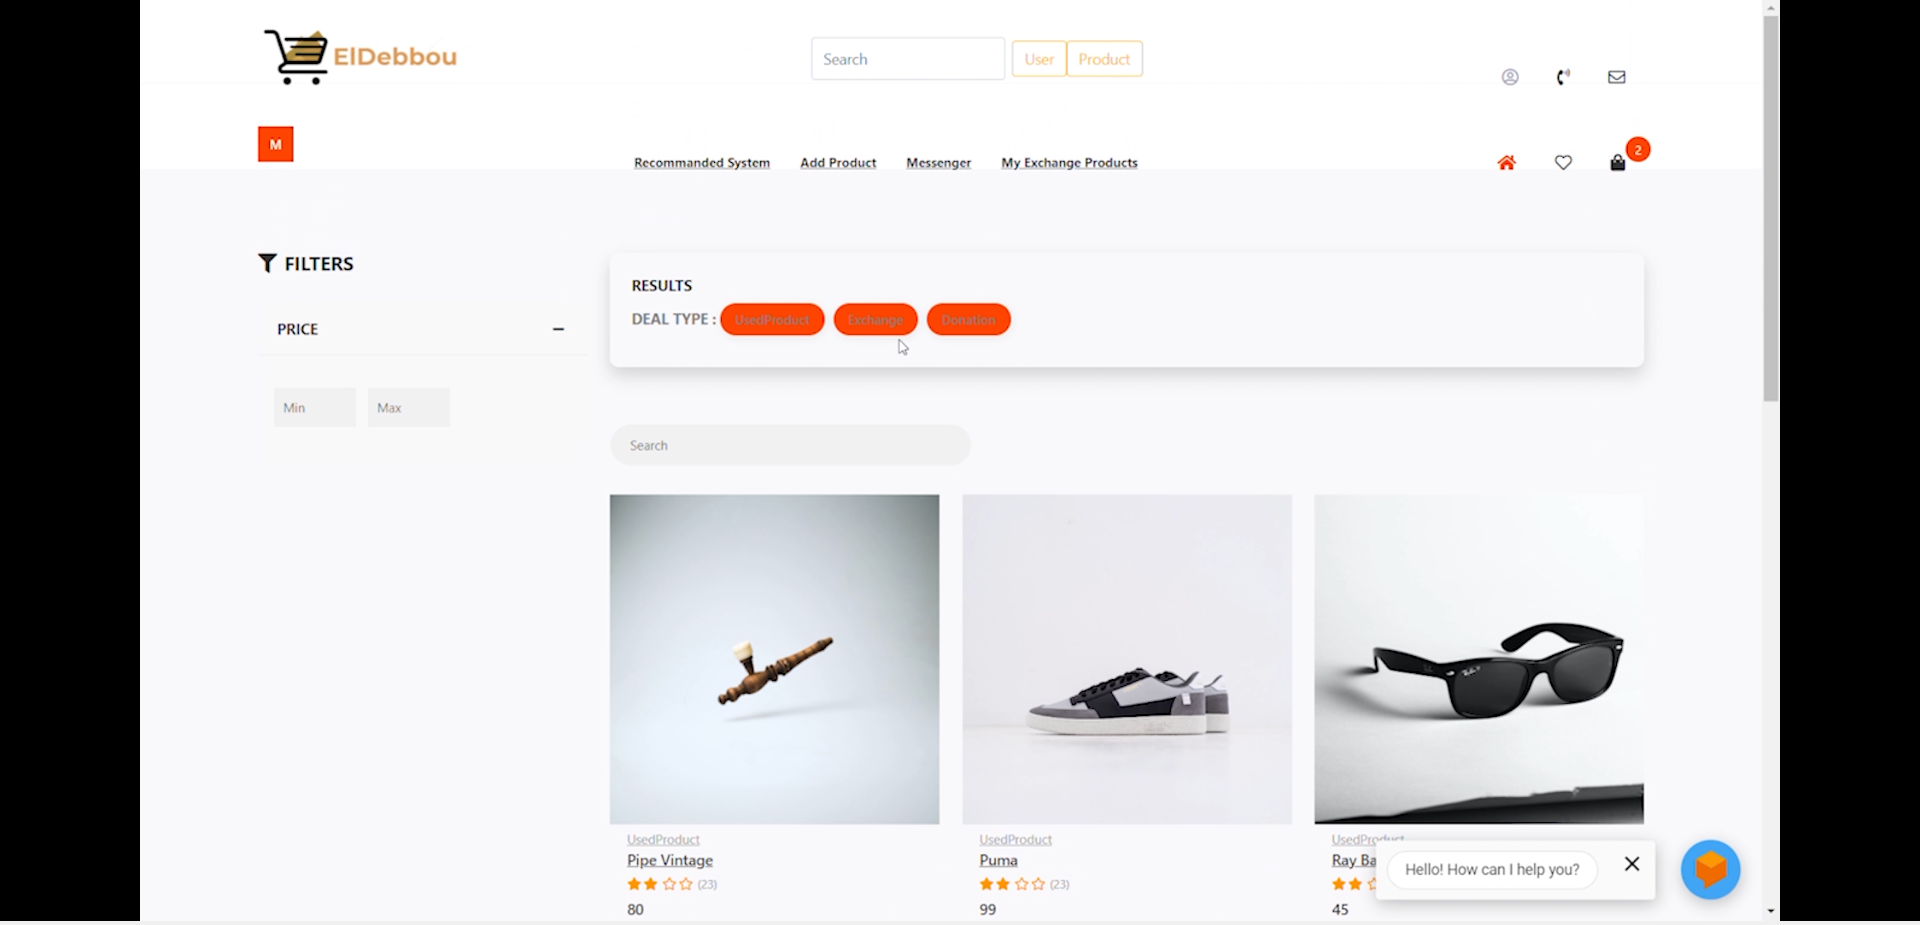 ElDebbou
Search
User
Product
M
Recommanded System
Add Product
Messenger
My Exchange Products
2
FILTERS
PRICE
Min
Max
RESULTS
DEAL TYPE :
UsedProduct
Exchange
Donation
Search
UsedProduct
Pipe Vintage
(23)
80
UsedProduct
Puma
(23)
99
UsedProduct
Ray Ba
45
Hello! How can I help you?